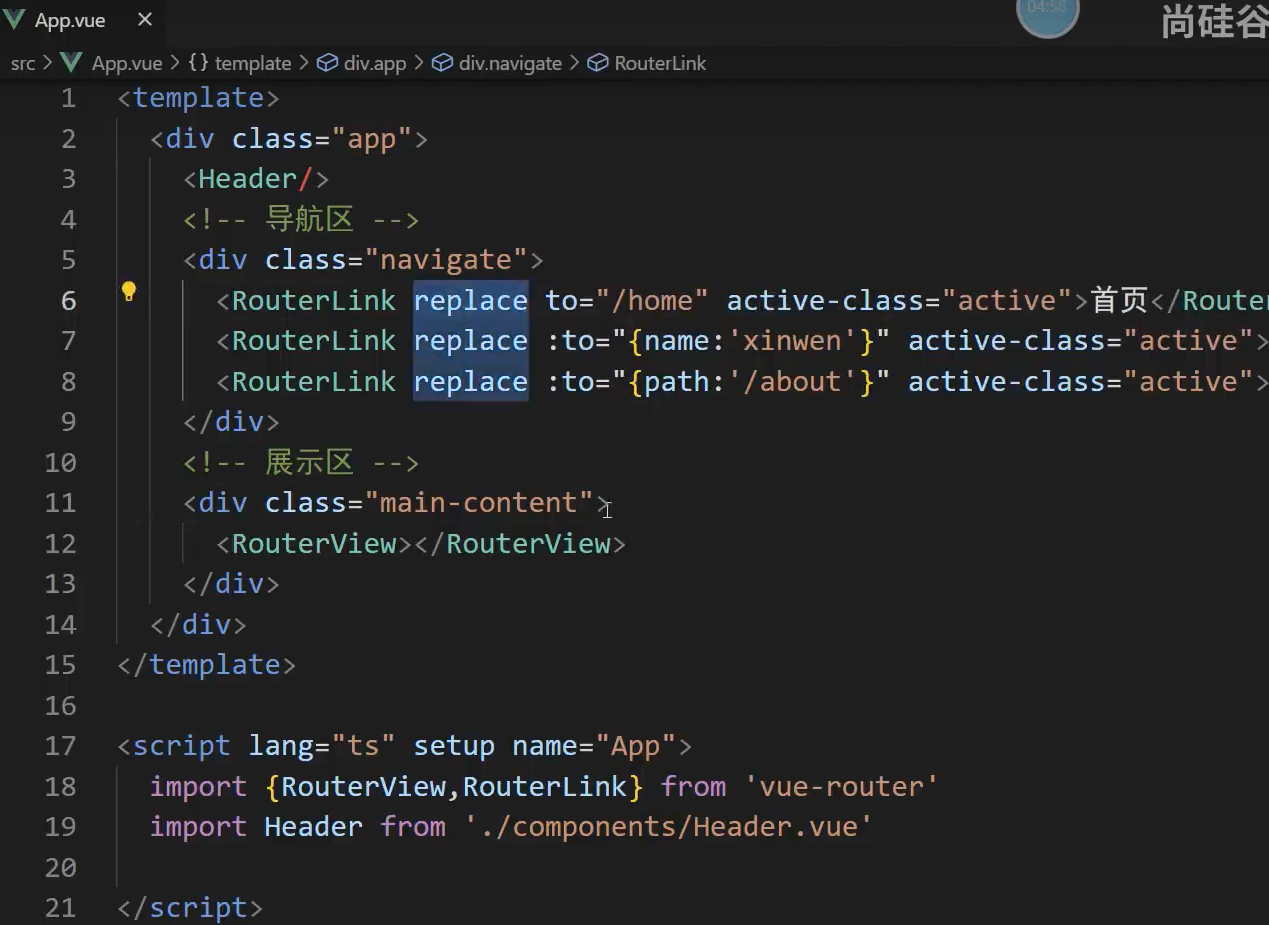 App.vue ×
04:58
尚硅谷
src > App.vue > {} template > div.app > div.navigate > RouterLink
1 <template>
2 <div class="app">
3 <Header/>
4 <!-- 导航区 -->
5 <div class="navigate">
6 <RouterLink replace to="/home" active-class="active">首页</Router
7 <RouterLink replace :to="{name:'xinwen'}" active-class="active">
8 <RouterLink replace :to="{path:'/about'}" active-class="active">
9 </div>
10 <!-- 展示区 -->
11 <div class="main-content">
12 <RouterView></RouterView>
13 </div>
14 </div>
15 </template>
16
17 <script lang="ts" setup name="App">
18 import {RouterView,RouterLink} from 'vue-router'
19 import Header from './components/Header.vue'
20
21 </script>